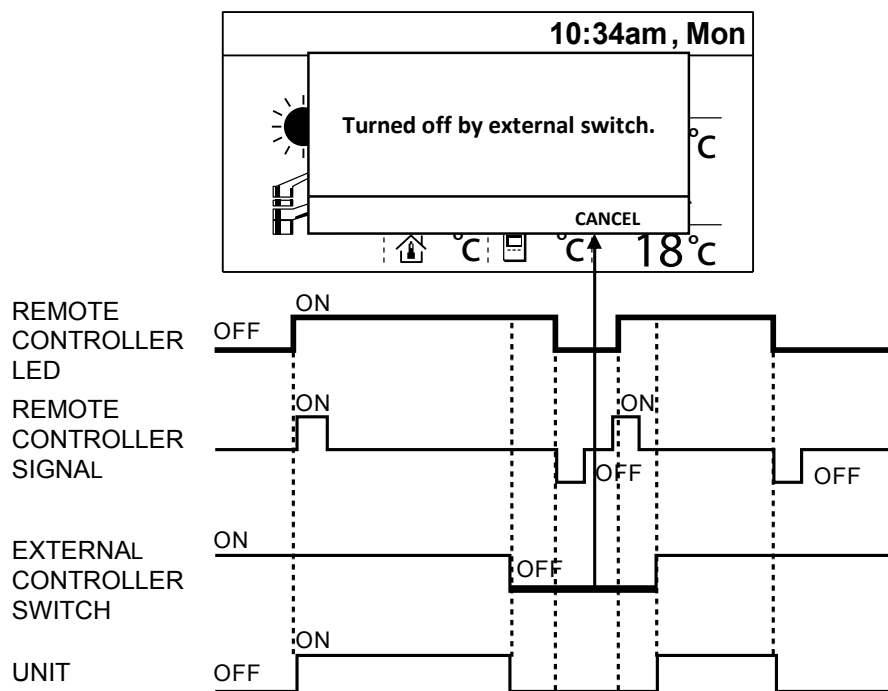 10:34am , Mon
Turned off by external switch.
°C
CANCEL
°C °C 18°C
REMOTE
CONTROLLER
LED
OFF
ON
REMOTE
CONTROLLER
SIGNAL
ON
ON
OFF
OFF
EXTERNAL
CONTROLLER
SWITCH
ON
OFF
UNIT
OFF
ON